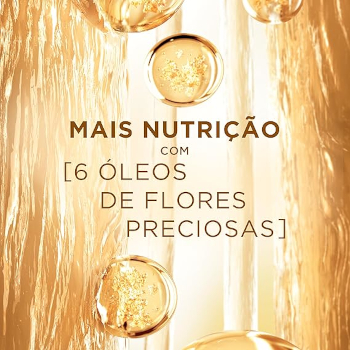 MAIS NUTRIÇÃO
COM
[6 ÓLEOS
DE FLORES
PRECIOSAS]